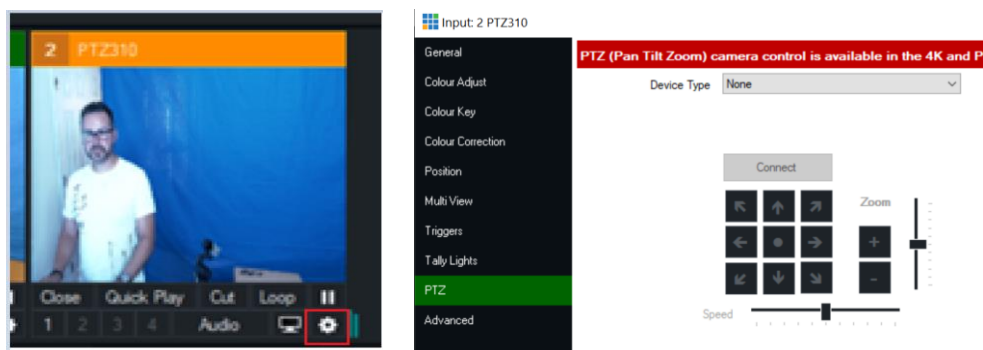 2 PTZ310
Close Quick Play Cut Loop
1 2 3 4 Audio
Input: 2 PTZ310
General
Colour Adjust
Colour Key
Colour Correction
Position
Multi View
Triggers
Tally Lights
PTZ
Advanced
PTZ (Pan Tilt Zoom) camera control is available in the 4K and P
Device Type None
Connect
Zoom
+
-
Speed